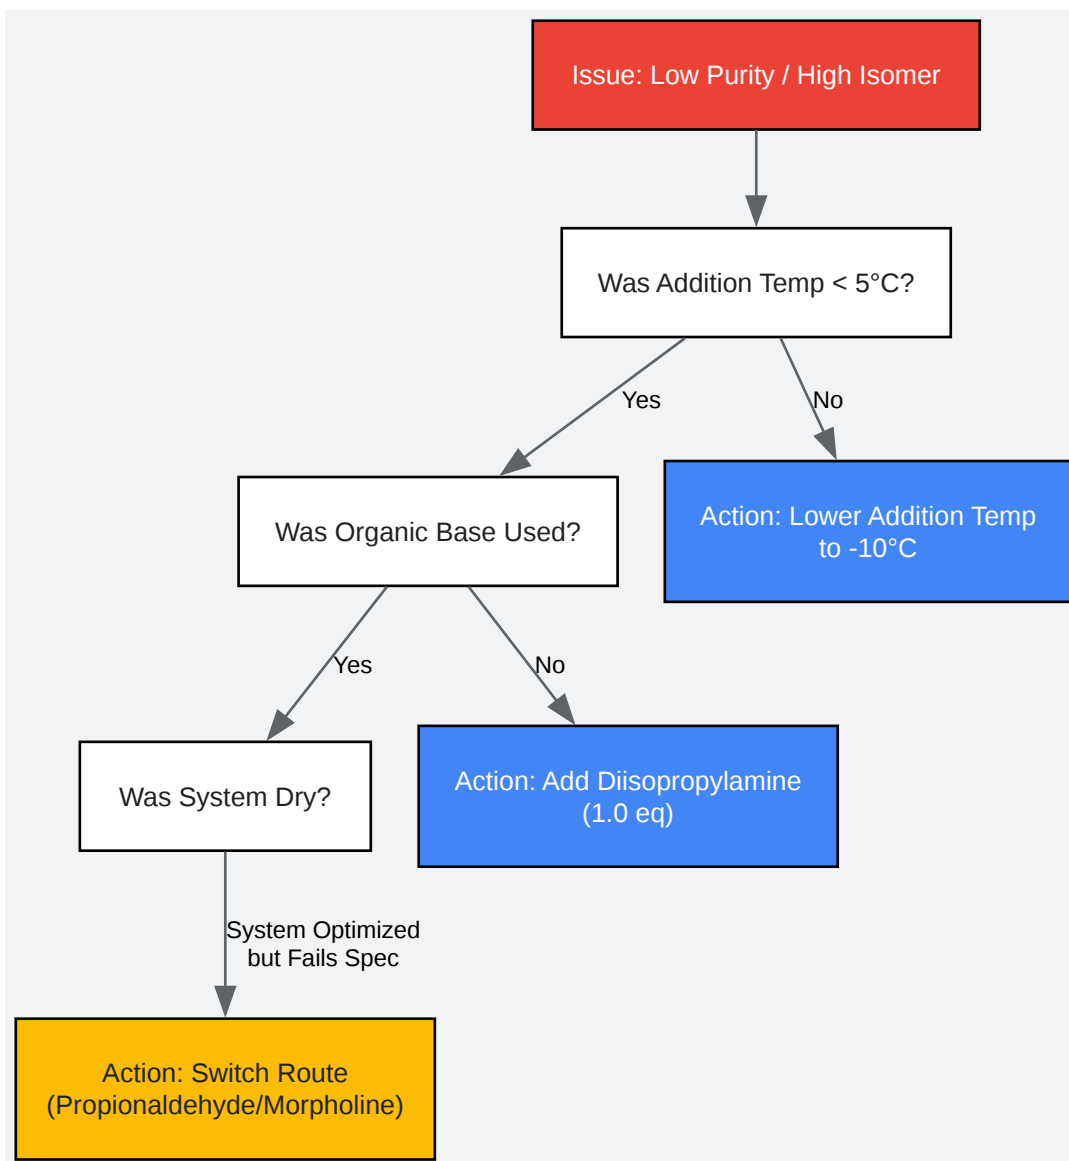 Issue: Low Purity / High Isomer
Was Addition Temp < 5°C?
Yes
No
Was Organic Base Used?
Action: Lower Addition Temp
to -10°C
Yes
No
Was System Dry?
Action: Add Diisopropylamine
(1.0 eq)
System Optimized
but Fails Spec
Action: Switch Route
(Propionaldehyde/Morpholine)